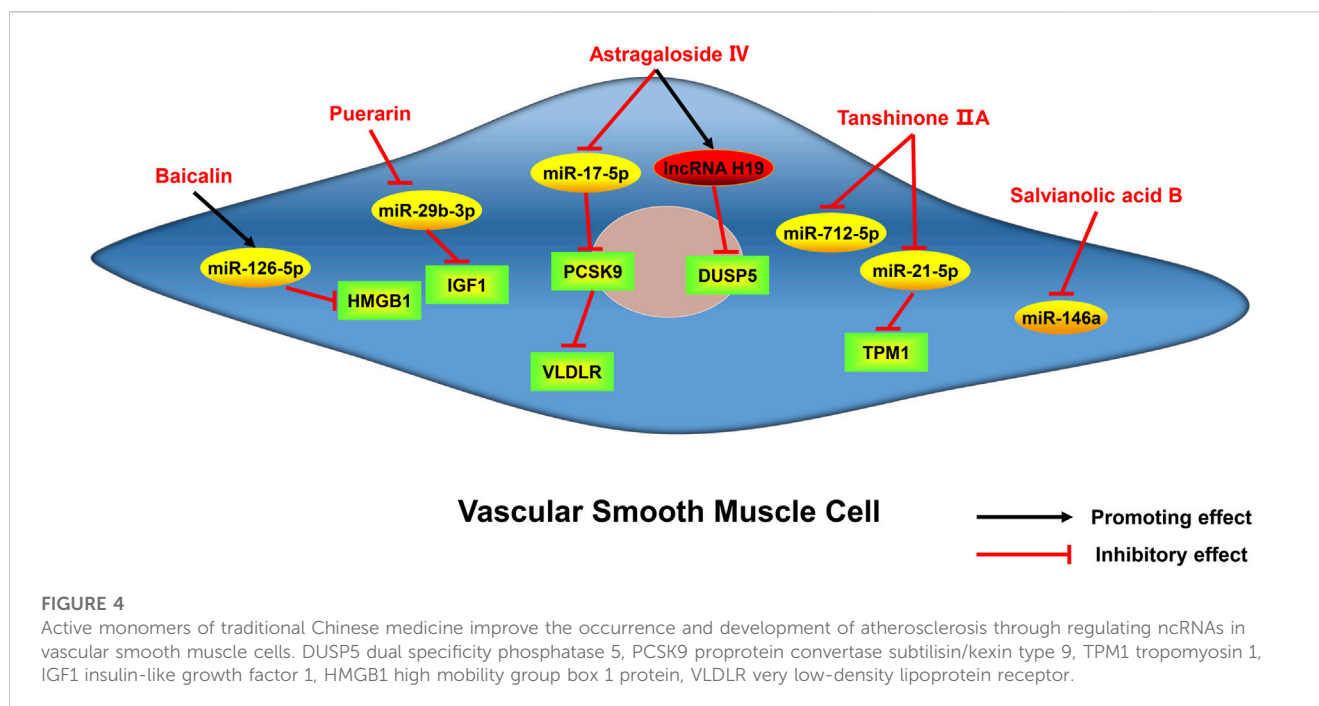 Astragaloside IV
Puerarin
Tanshinone ⅡA
Baicalin
miR-17-5p
lncRNA H19
Salvianolic acid B
miR-29b-3p
miR-712-5p
miR-126-5p
PCSK9
DUSP5
miR-21-5p
HMGB1
IGF1
miR-146a
VLDLR
TPM1
Vascular Smooth Muscle Cell
Promoting effect
Inhibitory effect
FIGURE 4
Active monomers of traditional Chinese medicine improve the occurrence and development of atherosclerosis through regulating ncRNAs in
vascular smooth muscle cells. DUSP5 dual specificity phosphatase 5, PCSK9 proprotein convertase subtilisin/kexin type 9, TPM1 tropomyosin 1,
IGF1 insulin-like growth factor 1, HMGB1 high mobility group box 1 protein, VLDLR very low-density lipoprotein receptor.